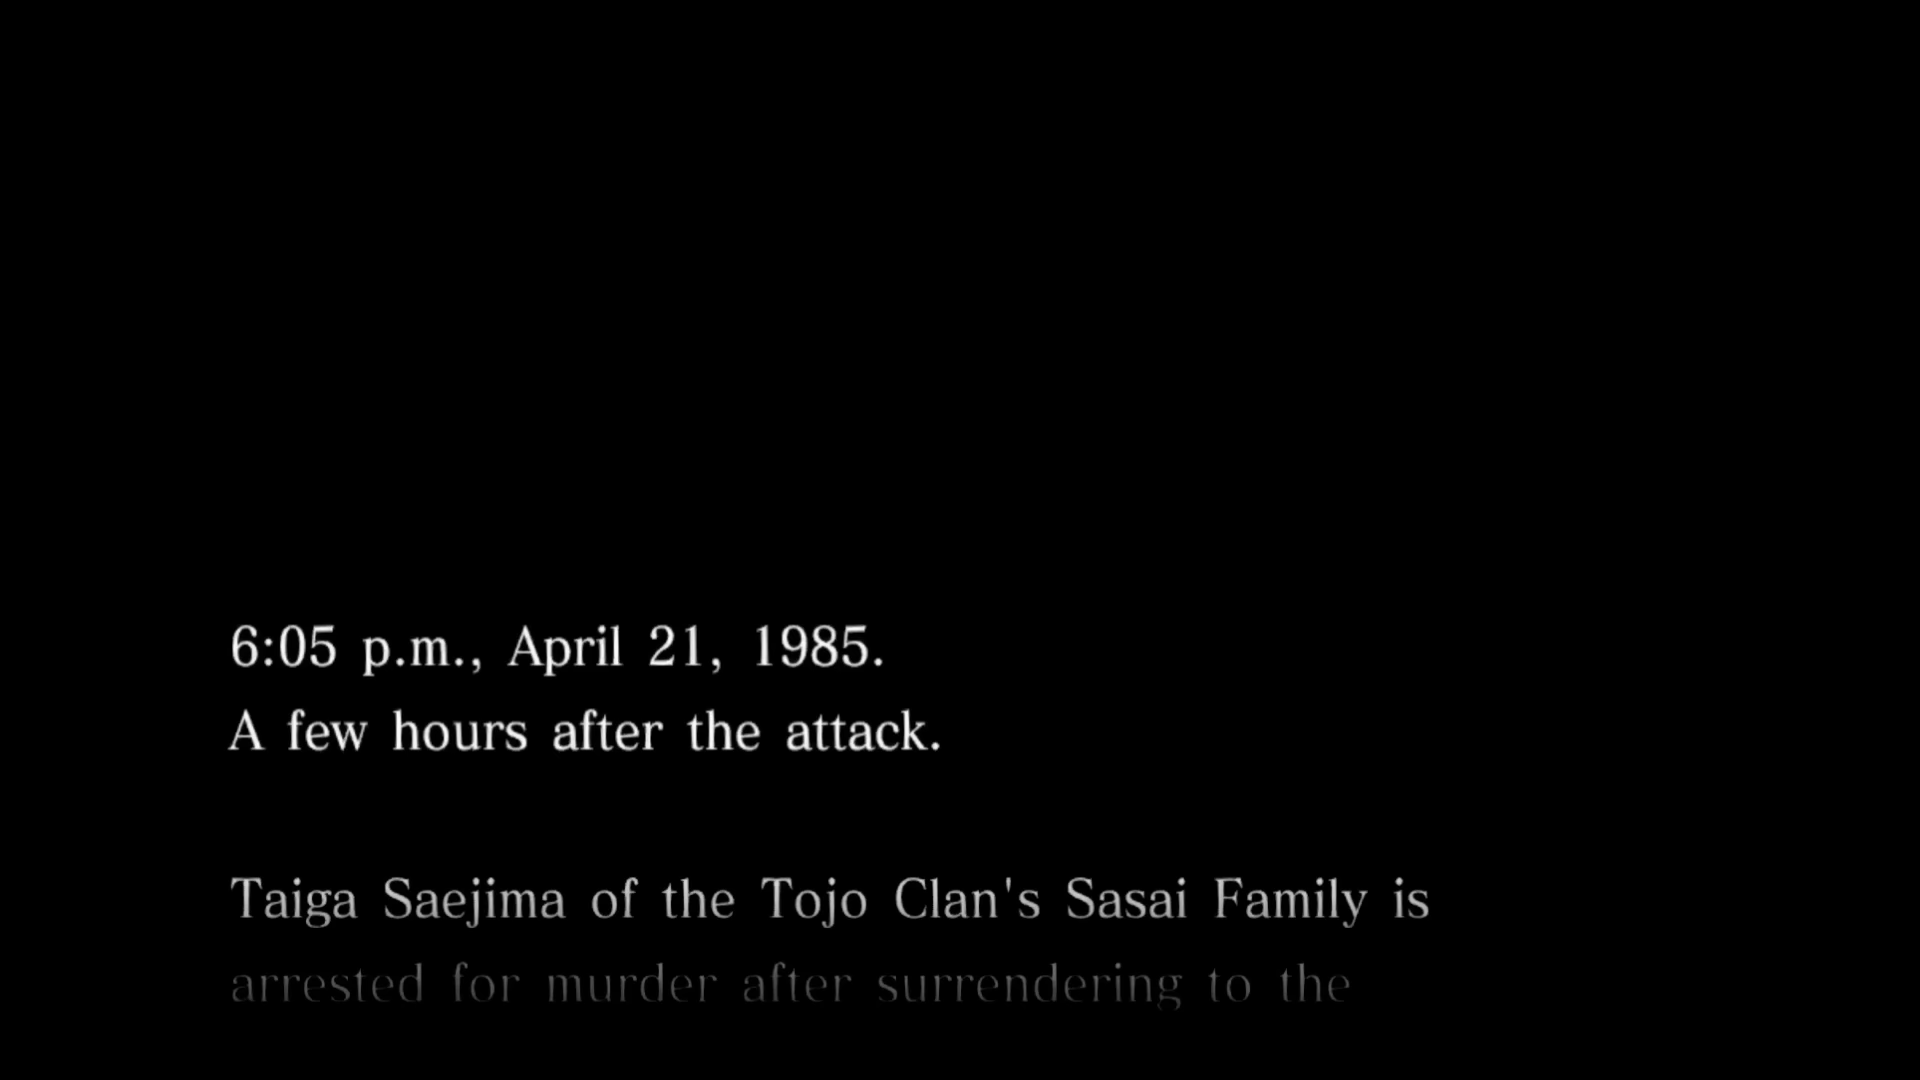 6:05 p.m., April 21, 1985.
A few hours after the attack.
Taiga Saejima of the Tojo Clan's Sasai Family is
arrested for murder after surrendering to the